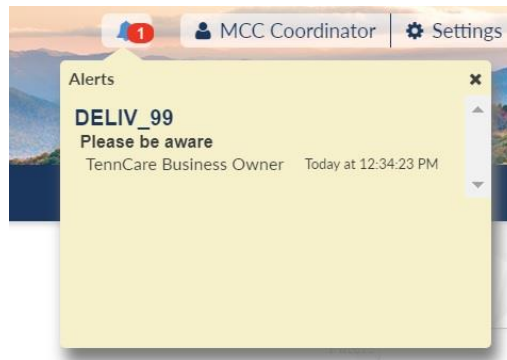 1 MCC Coordinator Settings
Alerts
DELIV_99
Please be aware
TennCare Business Owner Today at 12:34:23 PM